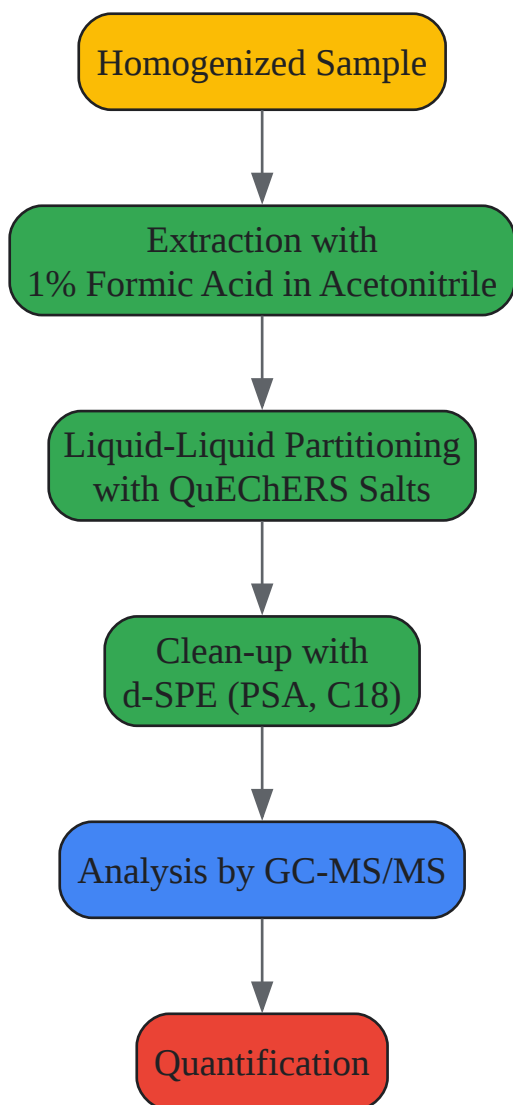 Homogenized Sample
Extraction with
1% Formic Acid in Acetonitrile
Liquid-Liquid Partitioning
with QuEChERS Salts
Clean-up with
d-SPE (PSA, C18)
Analysis by GC-MS/MS
Quantification